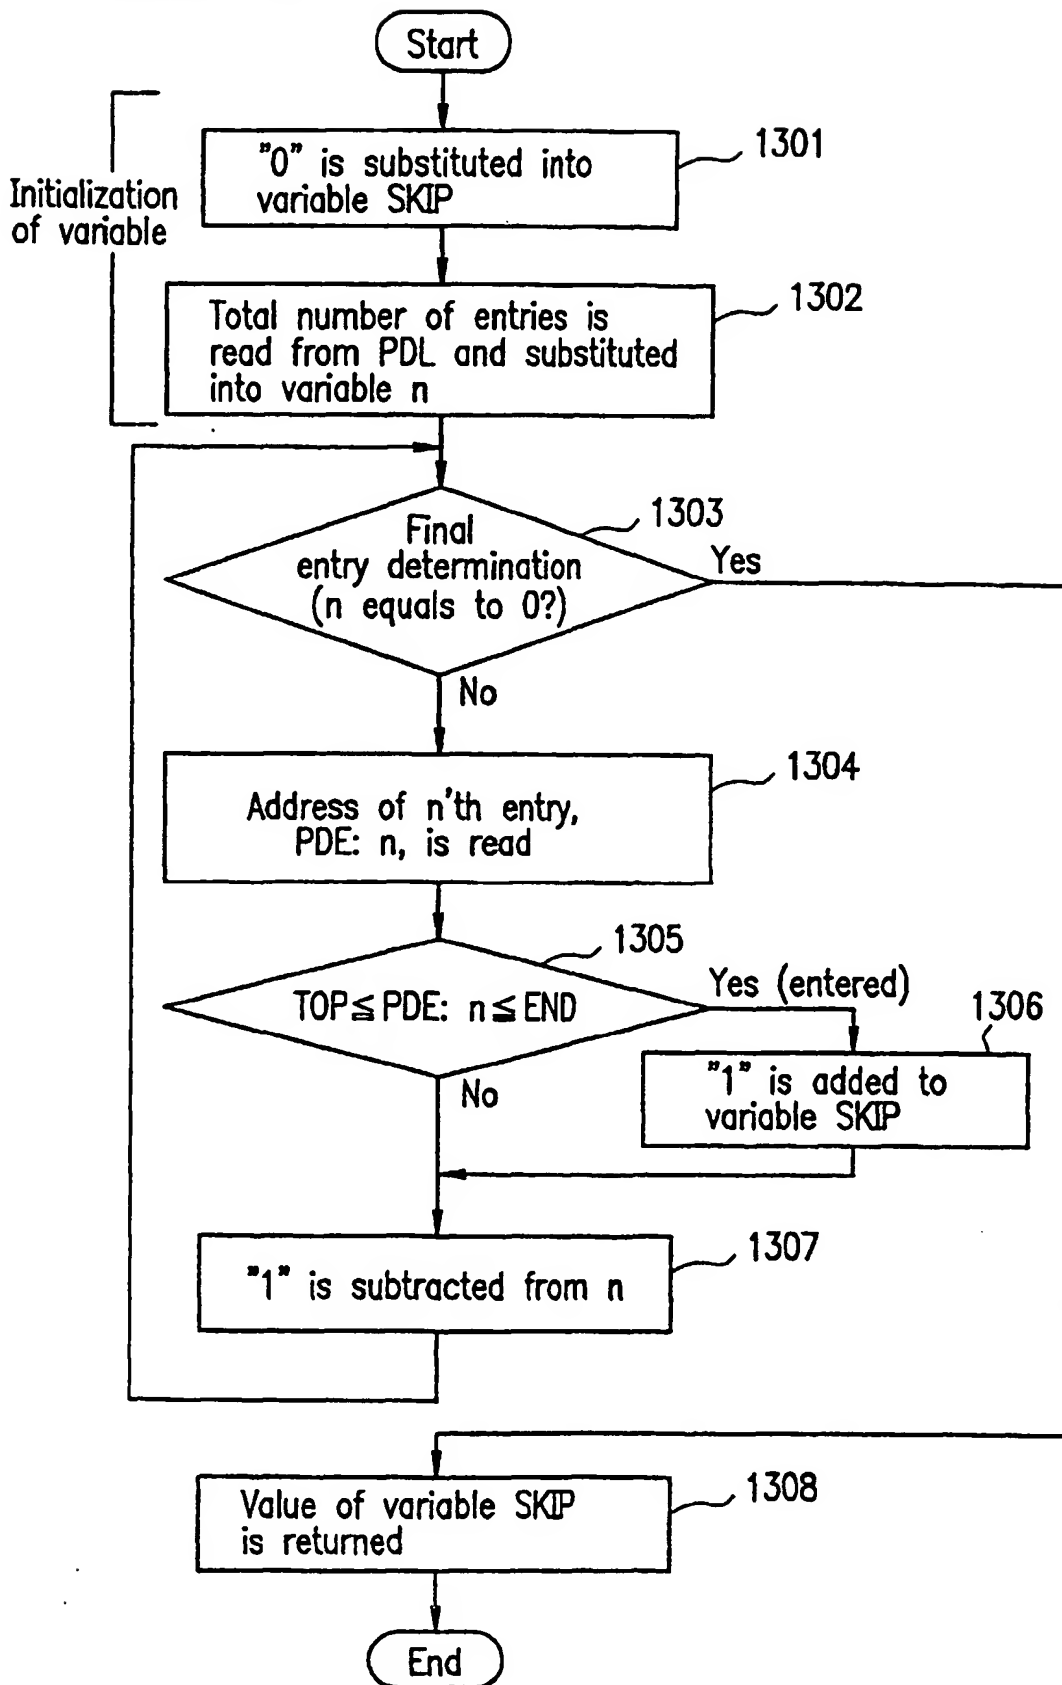 Start
"0" is substituted into
variable SKIP
1301
Initialization
of variable
Total number of entries is
read from PDL and substituted
into variable n
1302
Final
entry determination
(n equals to 0?)
1303
Yes
No
Address of n'th entry,
PDE: n, is read
1304
TOP≦PDE: n≦END
1305
Yes (entered)
1306
"1" is added to
variable SKIP
No
"1" is subtracted from n
1307
Value of variable SKIP
is returned
1308
End